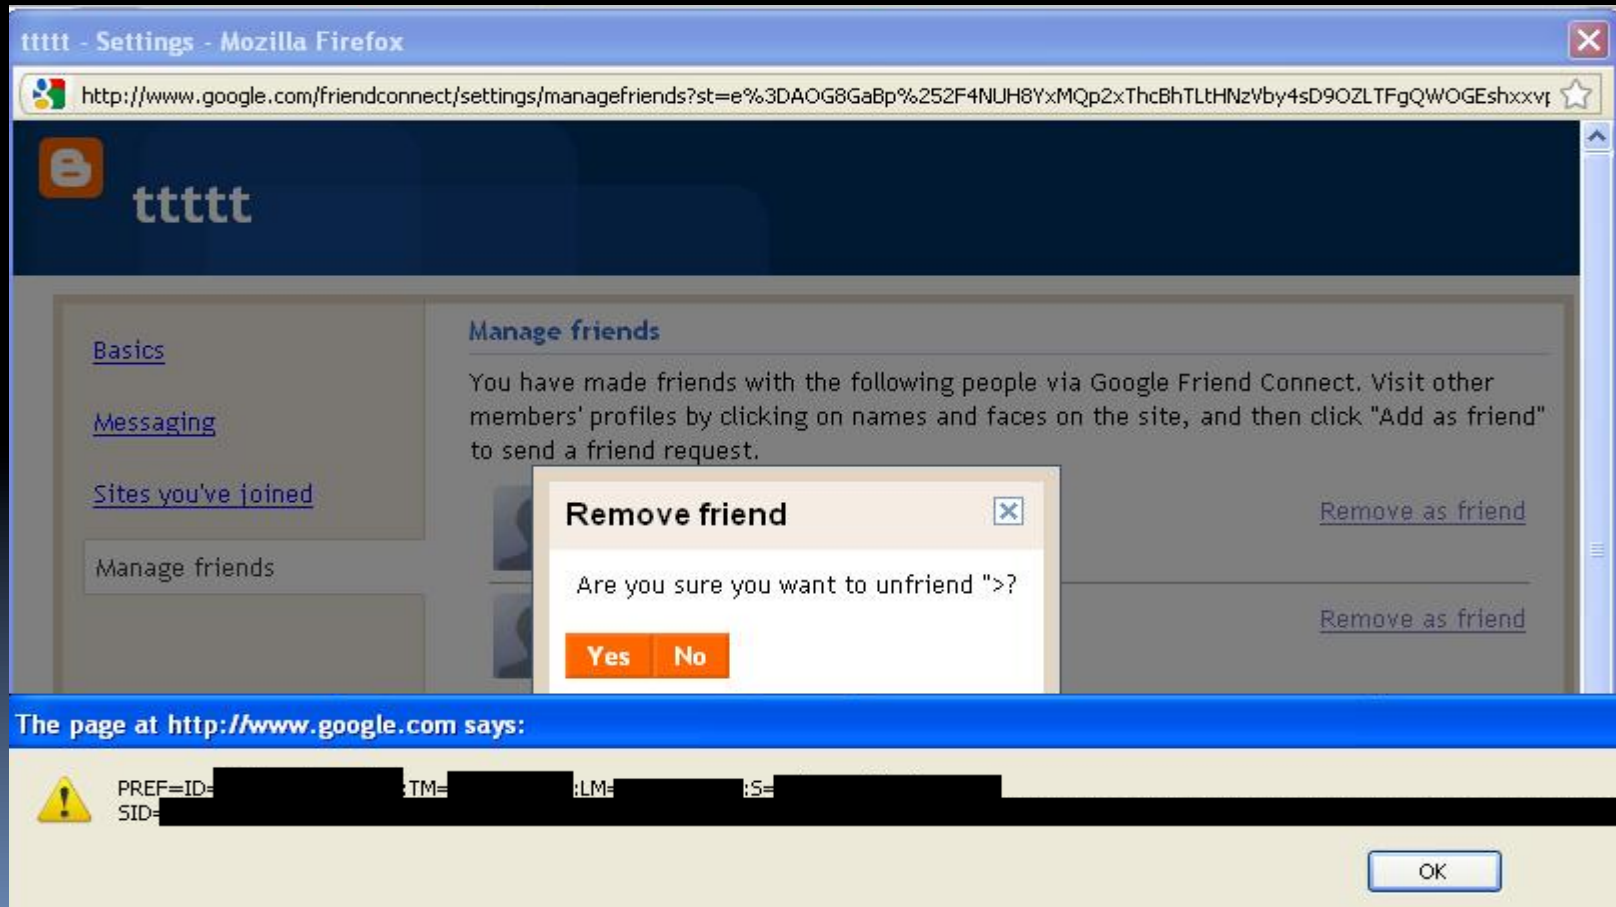 ttttt - Settings - Mozilla Firefox
http://www.google.com/friendconnect/settings/managefriends?st=e%3DAOG8GaBp%252F4NUH8YxMQp2xThcBhTLtHNzVby4sD9OZLTFgQWOGEshxxvp
ttttt
Basics
Messaging
Sites you've joined
Manage friends
Manage friends
You have made friends with the following people via Google Friend Connect. Visit other
members' profiles by clicking on names and faces on the site, and then click "Add as friend"
to send a friend request.
Remove as friend
Remove as friend
Remove friend
Are you sure you want to unfriend ">?
Yes No
The page at http://www.google.com says:
PREF=ID= :TM= :LM= :S=
SID=
OK